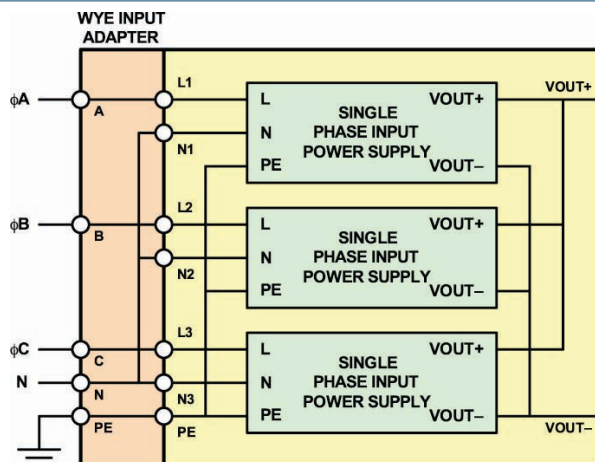 WYE INPUT
ADAPTER
L1
VOUT+
ϕA
A
L
VOUT+
SINGLE
PHASE INPUT
POWER SUPPLY
N1
N
PE
VOUT–
L2
ϕB
B
L
VOUT+
SINGLE
PHASE INPUT
POWER SUPPLY
N2
N
PE
VOUT–
L3
ϕC
C
L
VOUT+
SINGLE
PHASE INPUT
POWER SUPPLY
N
N
N3
N
PE
VOUT–
PE
PE
VOUT–